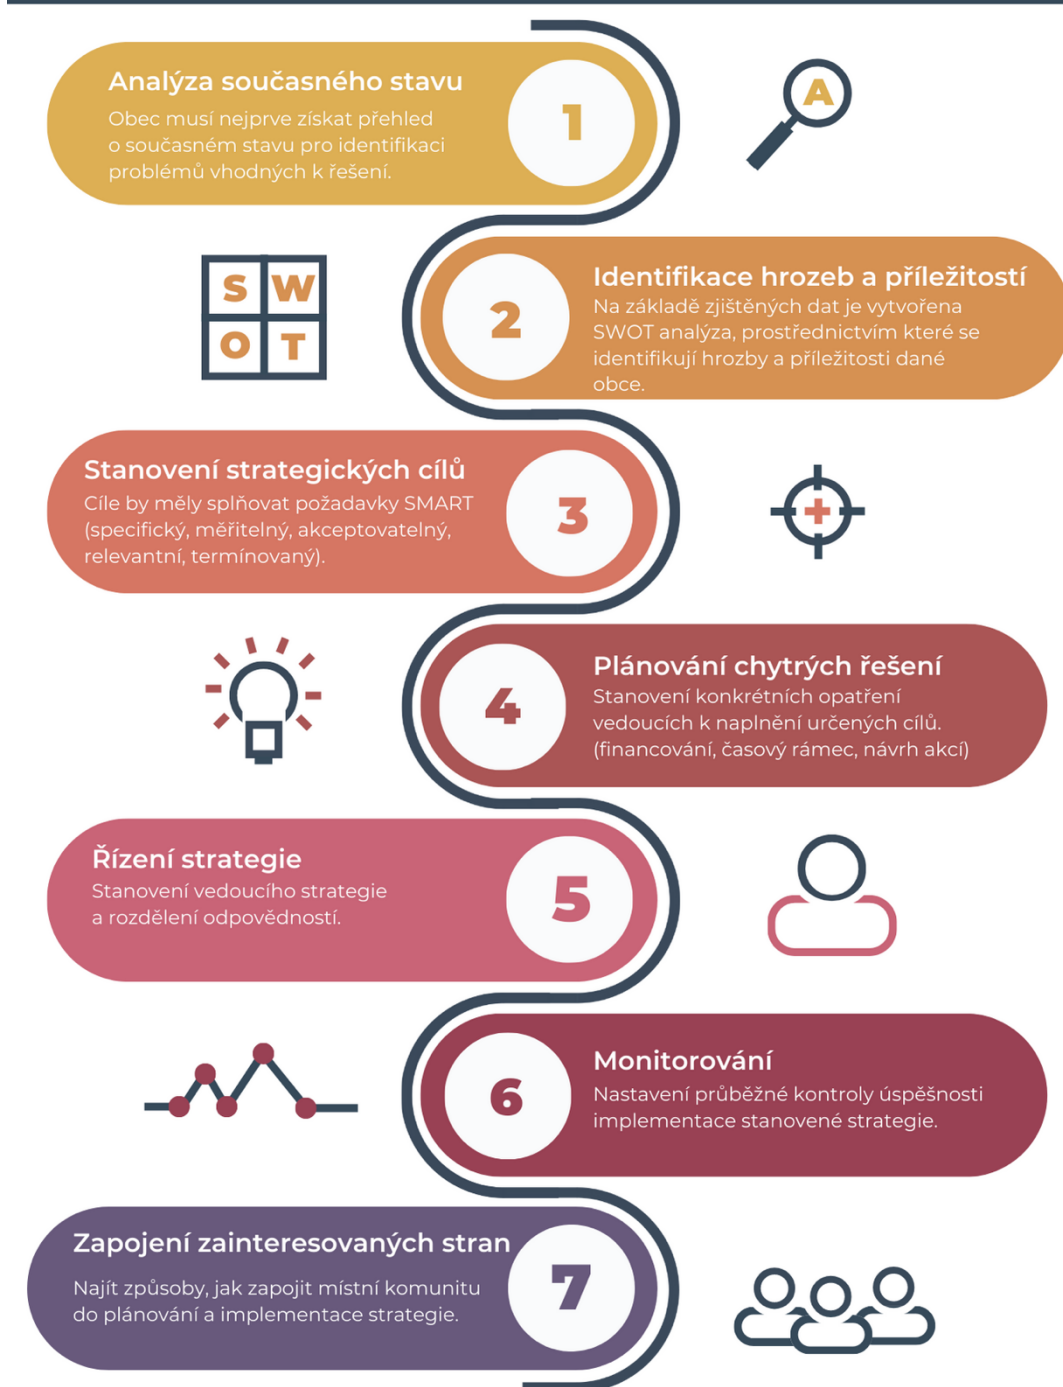 Analýza současného stavu
Obec musí nejprve získat přehled
o současném stavu pro identifikaci
problémů vhodných k řešení.
1
A
S W
O T
2
Identifikace hrozeb a příležitostí
Na základě zjištěných dat je vytvořena
SWOT analýza, prostřednictvím které se
identifikují hrozby a příležitosti dané
obce.
Stanovení strategických cílů
Cíle by měly splňovat požadavky SMART
(specifický, měřitelný, akceptovatelný,
relevantní, termínovaný).
3
4
Plánování chytrých řešení
Stanovení konkrétních opatření
vedoucích k naplnění určených cílů.
(financování, časový rámec, návrh akcí)
Řízení strategie
Stanovení vedoucího strategie
a rozdělení odpovědností.
5
6
Monitorování
Nastavení průběžné kontroly úspěšnosti
implementace stanovené strategie.
Zapojení zainteresovaných stran
Najít způsoby, jak zapojit místní komunitu
do plánování a implementace strategie.
7